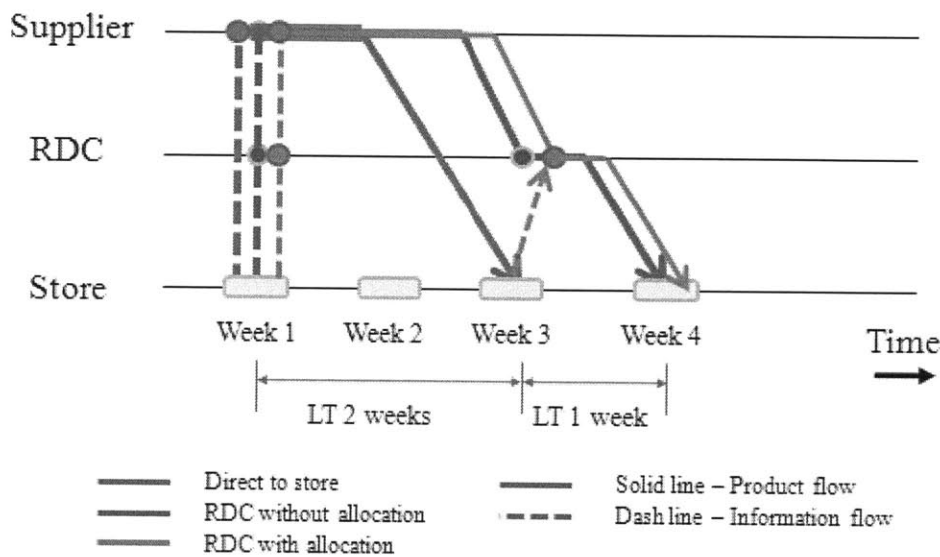 Supplier
RDC
Store
Week 1
Week 2
Week 3
Week 4
Time
LT 2 weeks
LT 1 week
Direct to store
RDC without allocation
RDC with allocation
Solid line – Product flow
Dash line – Information flow